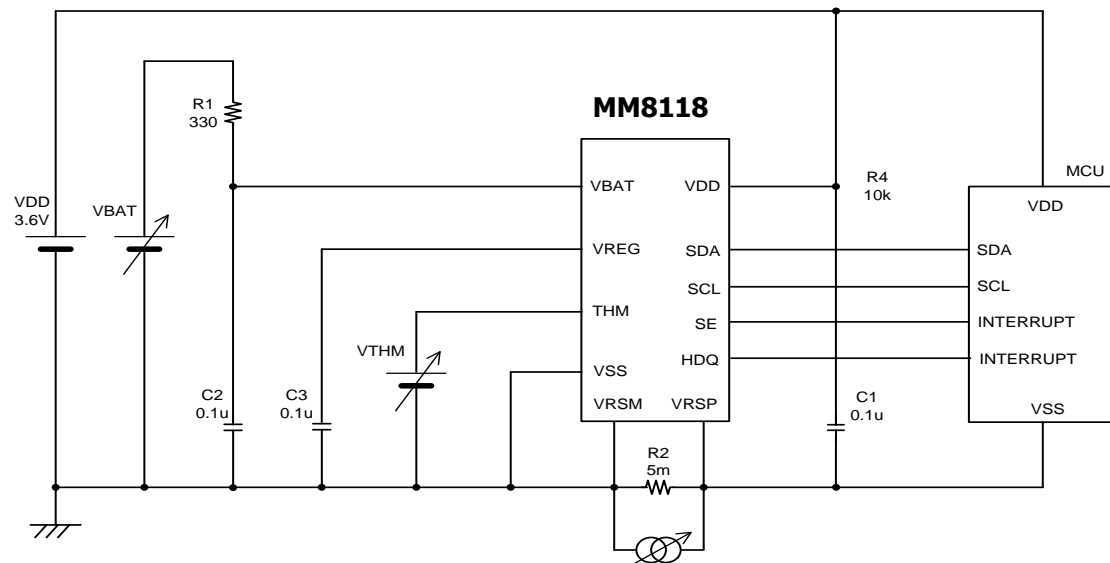 MM8118
R1
330
VDD
3.6V
VBAT
VBAT
VDD
R4
10k
MCU
VDD
VREG
SDA
SDA
SCL
SCL
THM
SE
INTERRUPT
VTHM
HDQ
INTERRUPT
VSS
C2
0.1u
C3
0.1u
VRSM
VRSP
C1
0.1u
VSS
R2
5m